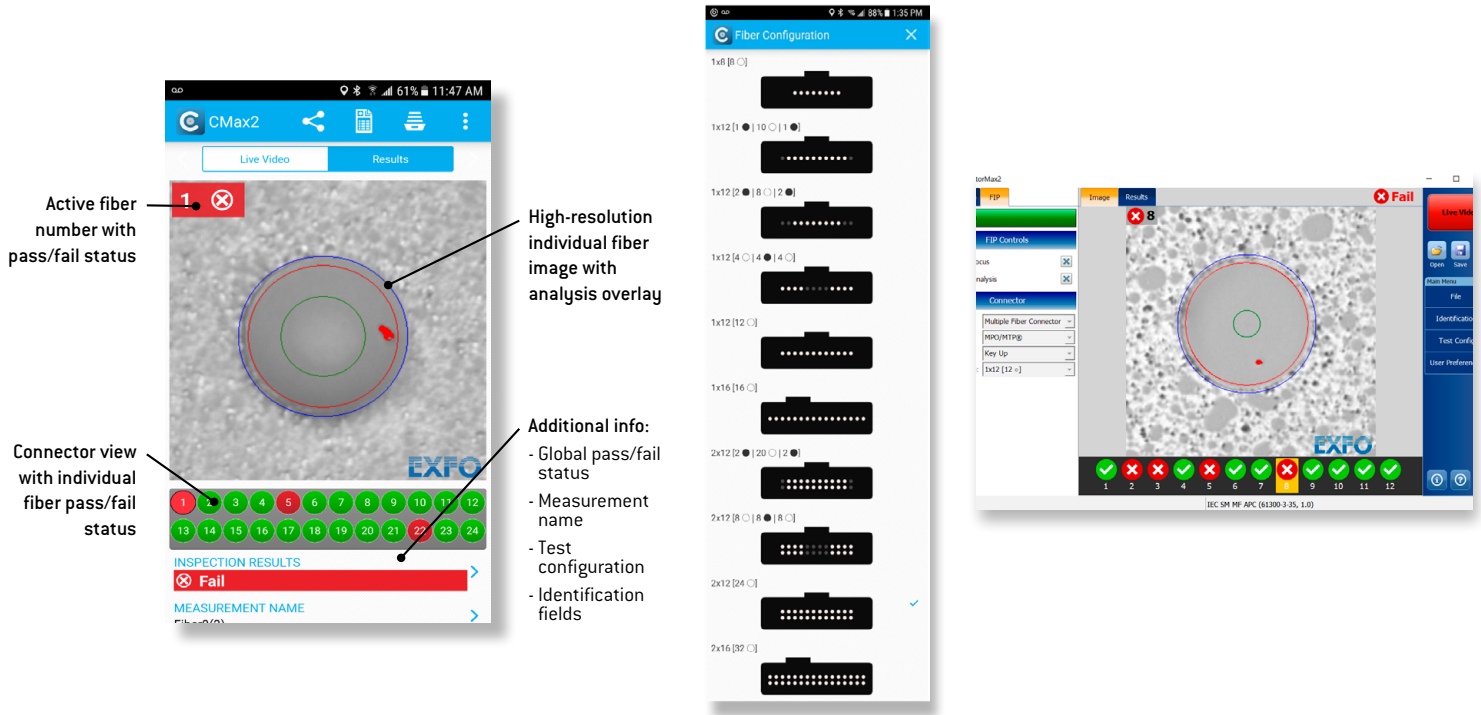 Active fiber
number with
pass/fail status
Connector view
with individual
fiber pass/fail
status
61% 11:47 AM
CMax2
Live Video
Results
1
EXFO
1 2 3 4 5 6 7 8 9 10 11 12
13 14 15 16 17 18 19 20 21 22 23 24
INSPECTION RESULTS
Fail
MEASUREMENT NAME
High-resolution
individual fiber
image with
analysis overlay
Additional info:
- Global pass/fail
status
- Measurement
name
- Test
configuration
- Identification
fields
88% 1:35 PM
Fiber Configuration
1x8 [8 ○]
1x12 [1 ● | 10 ○ | 1 ●]
1x12 [2 ● | 8 ○ | 2 ●]
1x12 [4 ○ | 4 ● | 4 ○]
1x12 [12 ○]
1x16 [16 ○]
2x12 [2 ● | 20 ○ | 2 ●]
2x12 [8 ○ | 8 ● | 8 ○]
2x12 [24 ○]
2x16 [32 ○]
torMax2
FIP
FIP Controls
ocus
nalysis
Connector
Multiple Fiber Connector
MPO/MTP®
Key Up
1x12 [12 ○]
Image
Results
Fail
8
EXFO
1 2 3 4 5 6 7 8 9 10 11 12
IEC SM MF APC (61300-3-35, 1.0)
Live Vide
Open
Save
Main Menu
File
Identificatio
Test Config
User Preferen